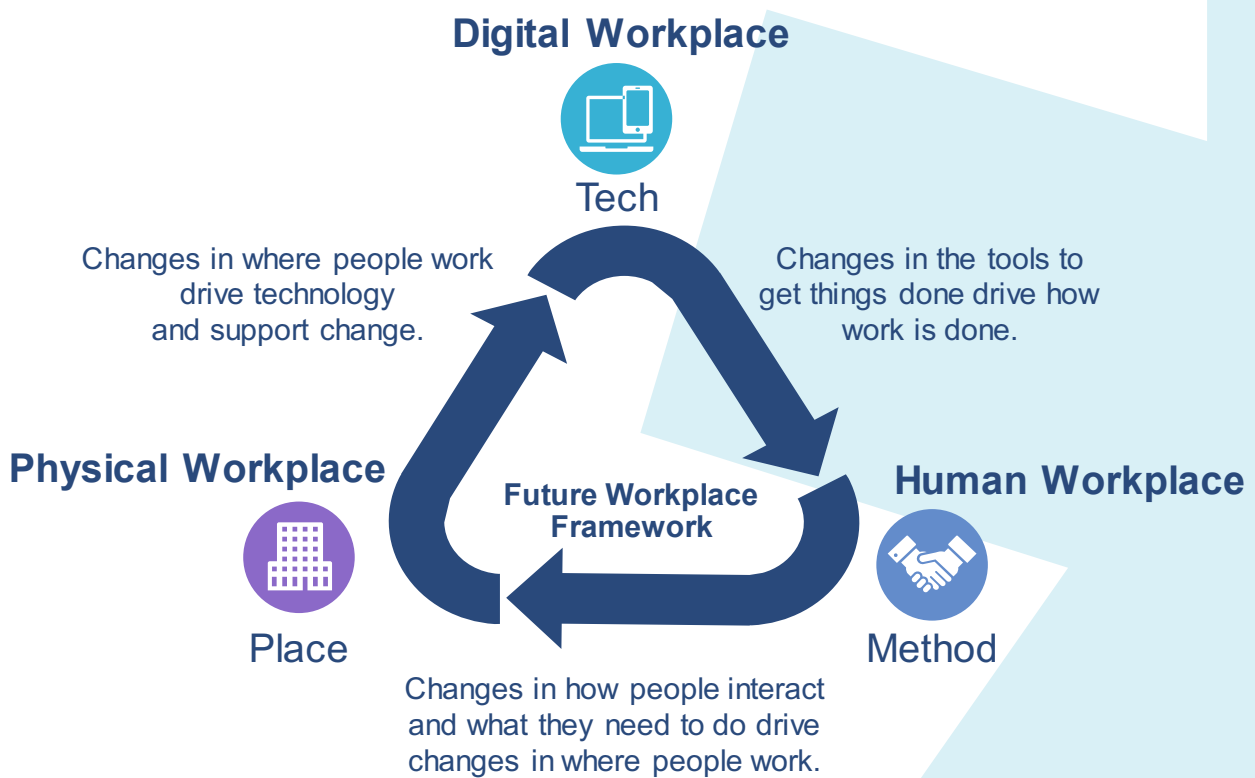 Digital Workplace
Tech
Changes in where people work
drive technology
and support change.
Changes in the tools to
get things done drive how
work is done.
Physical Workplace
Place
Future Workplace
Framework
Human Workplace
Method
Changes in how people interact
and what they need to do drive
changes in where people work.